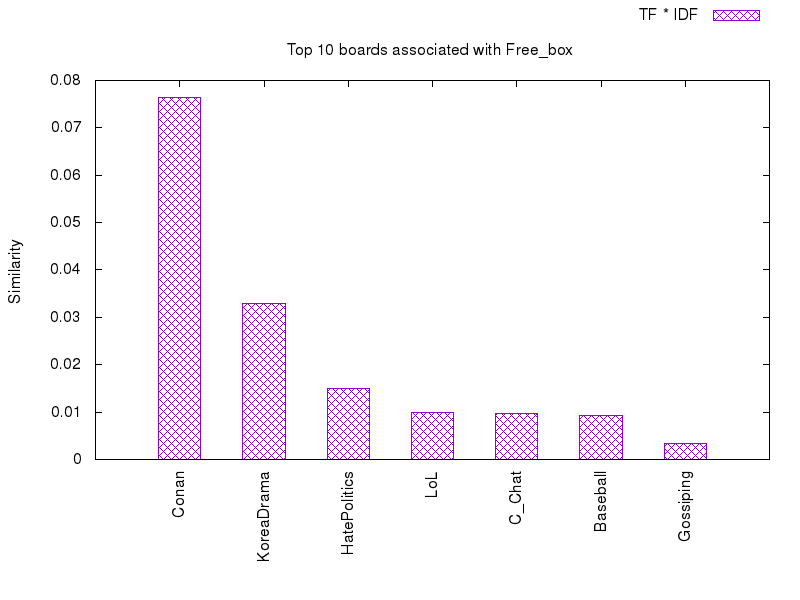 TF * IDF
Top 10 boards associated with Free_box
0.08
0.07
0.06
0.05
0.04
0.03
0.02
0.01
0
Similarity
Conan
KoreaDrama
HatePolitics
LoL
C_Chat
Baseball
Gossiping